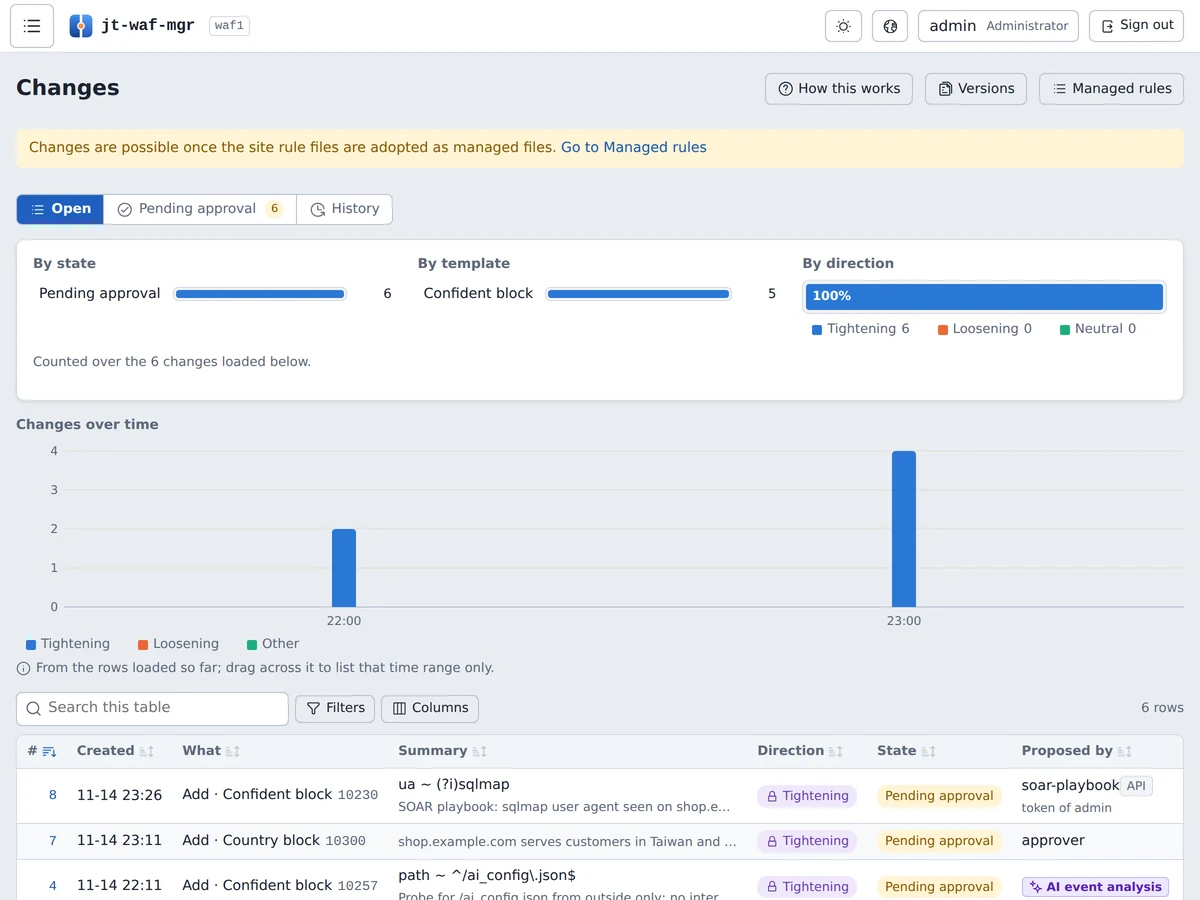 jt-waf-mgr waf1 admin Administrator Sign out
Changes How this works Versions Managed rules
Changes are possible once the site rule files are adopted as managed files. Go to Managed rules
Open Pending approval 6 History
By state By template By direction
Pending approval 6 Confident block 5 100%
Tightening 6 Loosening 0 Neutral 0
Counted over the 6 changes loaded below.
Changes over time
4
3
2
1
0
22:00 23:00
Tightening Loosening Other
From the rows loaded so far; drag across it to list that time range only.
Search this table Filters Columns 6 rows
# Created What Summary Direction State Proposed by
8 11-14 23:26 Add · Confident block 10230 ua ~ (?i)sqlmap Tightening Pending approval soar-playbook API
SOAR playbook: sqlmap user agent seen on shop.e... token of admin
7 11-14 23:11 Add · Country block 10300 shop.example.com serves customers in Taiwan and ... Tightening Pending approval approver
4 11-14 22:11 Add · Confident block 10257 path ~ ^/ai_config\.json$ Tightening Pending approval AI event analysis
Probe for /ai_config.json from outside only; no inter